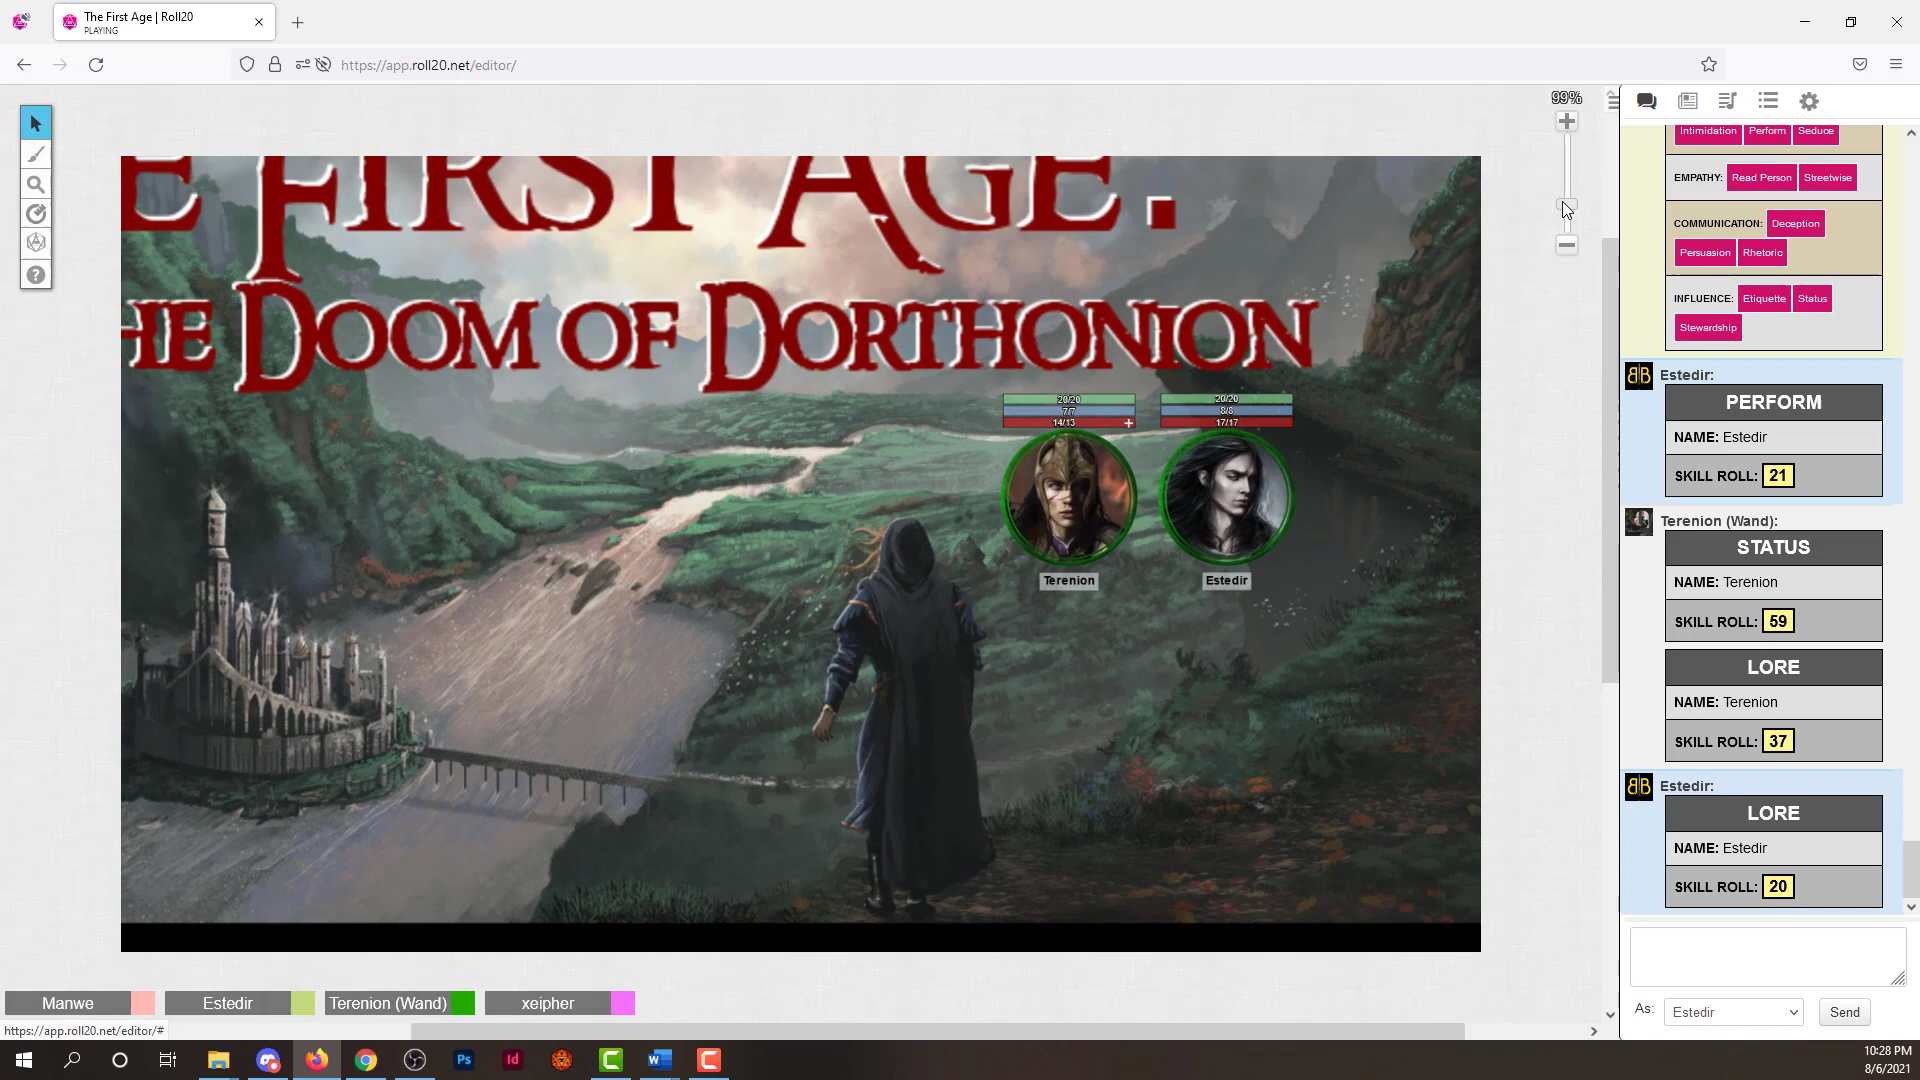 The First Age | Roll20
PLAYING
https://app.roll20.net/editor/
99%
E FIRST AGE:
HE DOOM OF DORTHONION
20/20
7/7
14/13
20/20
8/8
17/17
Terenion
Estedir
Intimidation Perform Seduce
EMPATHY: Read Person Streetwise
COMMUNICATION: Deception
Persuasion Rhetoric
INFLUENCE: Etiquette Status
Stewardship
Estedir:
PERFORM
NAME: Estedir
SKILL ROLL: 21
Terenion (Wand):
STATUS
NAME: Terenion
SKILL ROLL: 59
LORE
NAME: Terenion
SKILL ROLL: 37
Estedir:
LORE
NAME: Estedir
SKILL ROLL: 20
As: Estedir Send
Manwe Estedir Terenion (Wand) xeipher
https://app.roll20.net/editor/#
Ps Id
10:28 PM
8/6/2021